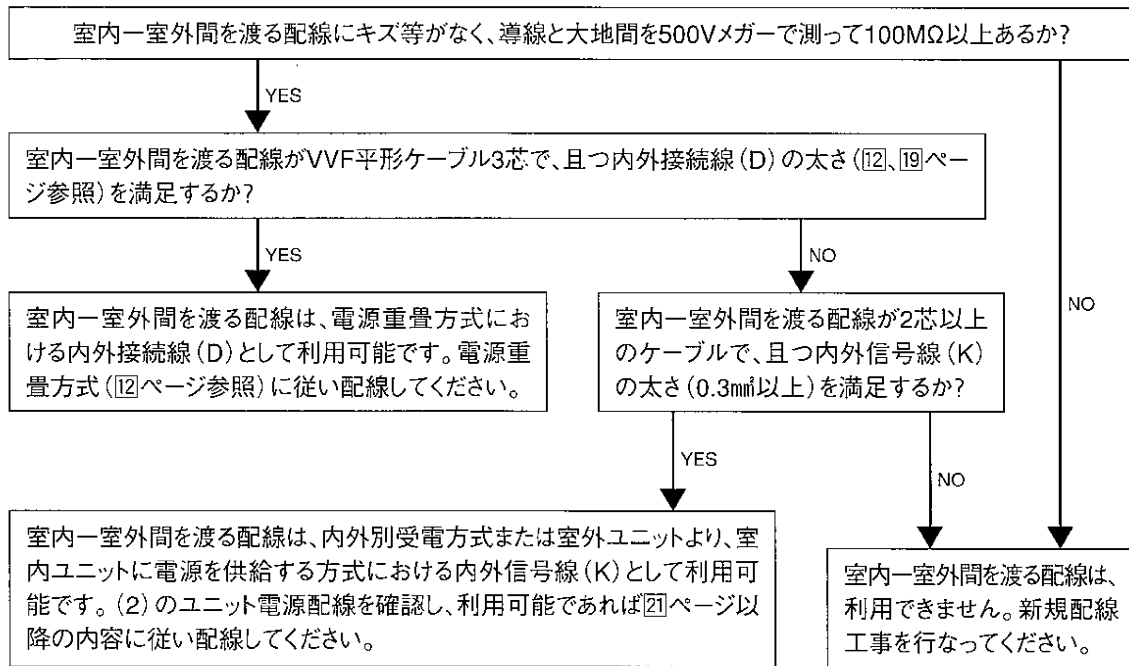 室内ー室外間を渡る配線にキズ等がなく、導線と大地間を500Vメガーで測って100MΩ以上あるか?
YES
室内ー室外間を渡る配線がVVF平形ケーブル3芯で、且つ内外接続線(D)の太さ(12、19ペー
ジ参照)を満足するか?
YES
NO
NO
室内ー室外間を渡る配線は、電源重畳方式にお
ける内外接続線(D)として利用可能です。電源重
畳方式(12ページ参照)に従い配線してください。
室内ー室外間を渡る配線が2芯以上
のケーブルで、且つ内外信号線(K)
の太さ(0.3㎟以上)を満足するか?
YES
NO
室内ー室外間を渡る配線は、内外別受電方式または室外ユニットより、室
内ユニットに電源を供給する方式における内外信号線(K)として利用可
能です。(2)のユニット電源配線を確認し、利用可能であれば21ページ以
降の内容に従い配線してください。
室内ー室外間を渡る配線は、
利用できません。新規配線
工事を行なってください。